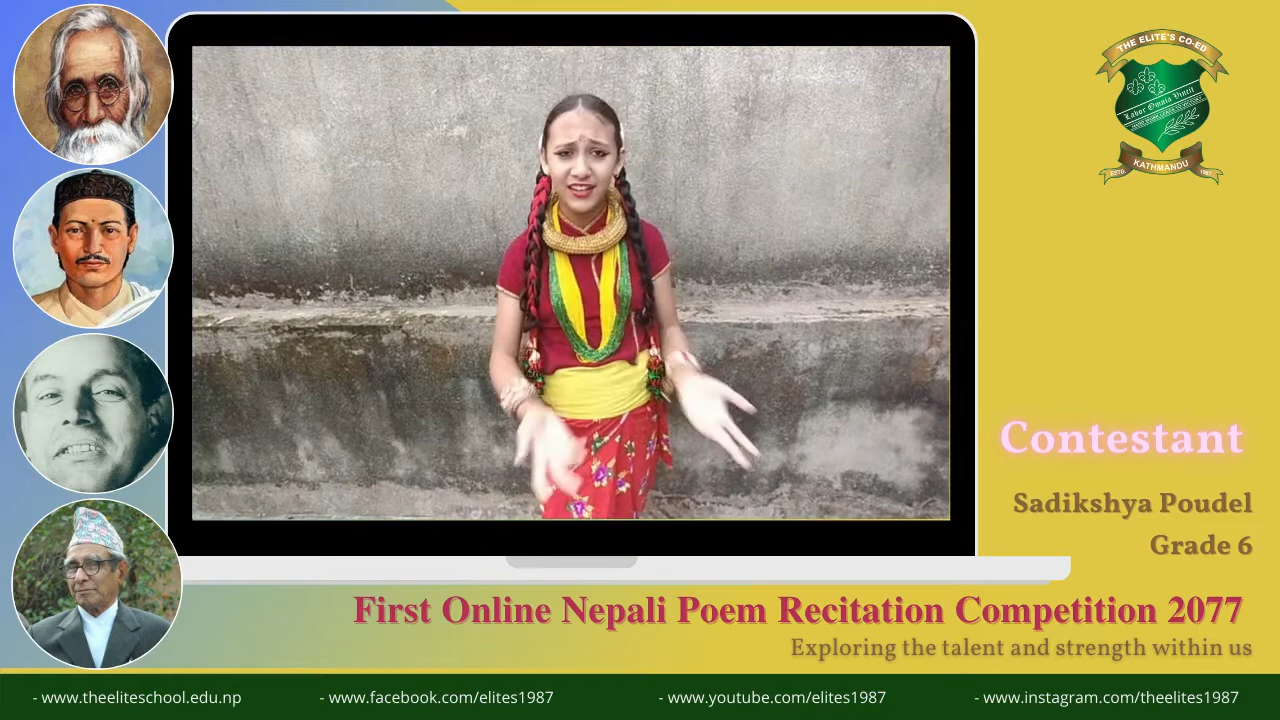 THE ELITE'S CO-ED
Labor Omnia Vincit
KATHMANDU
ESTD. 1987
Contestant
Sadikshya Poudel
Grade 6
First Online Nepali Poem Recitation Competition 2077
Exploring the talent and strength within us
- www.theeliteschool.edu.np - www.facebook.com/elites1987 - www.youtube.com/elites1987 - www.instagram.com/theelites1987